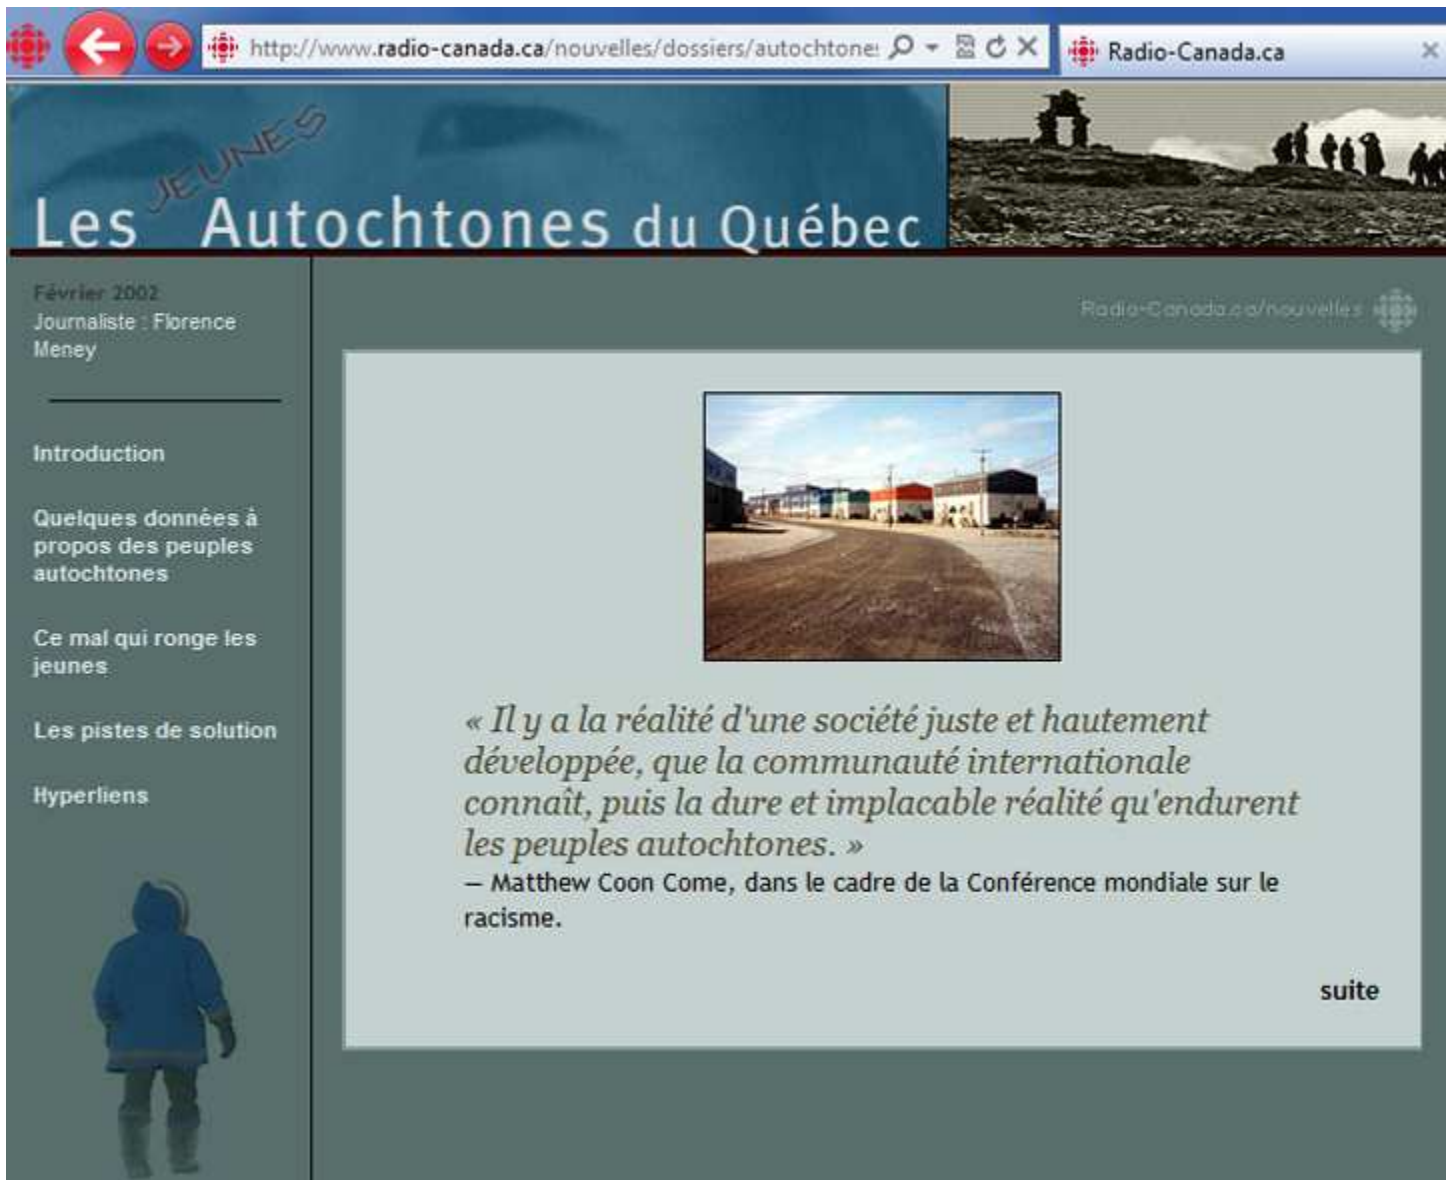 http://www.radio-canada.ca/nouvelles/dossiers/autochtone
Radio-Canada.ca
Les JEUNES Autochtones du Québec
Février 2002
Journaliste : Florence
Meney
Introduction
Quelques données à
propos des peuples
autochtones
Ce mal qui ronge les
jeunes
Les pistes de solution
Hyperliens
Radio-Canada.ca/nouvelles
« Il y a la réalité d'une société juste et hautement
développée, que la communauté internationale
connaît, puis la dure et implacable réalité qu'endurent
les peuples autochtones. »
— Matthew Coon Come, dans le cadre de la Conférence mondiale sur le
racisme.
suite